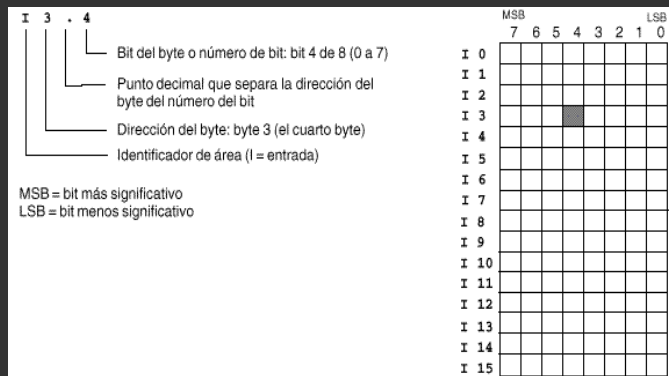 I 3 . 4
Bit del byte o número de bit: bit 4 de 8 (0 a 7)
Punto decimal que separa la dirección del
byte del número del bit
Dirección del byte: byte 3 (el cuarto byte)
Identificador de área (I = entrada)
MSB = bit más significativo
LSB = bit menos significativo
MSB LSB
7 6 5 4 3 2 1 0
I 0
I 1
I 2
I 3
I 4
I 5
I 6
I 7
I 8
I 9
I 10
I 11
I 12
I 13
I 14
I 15